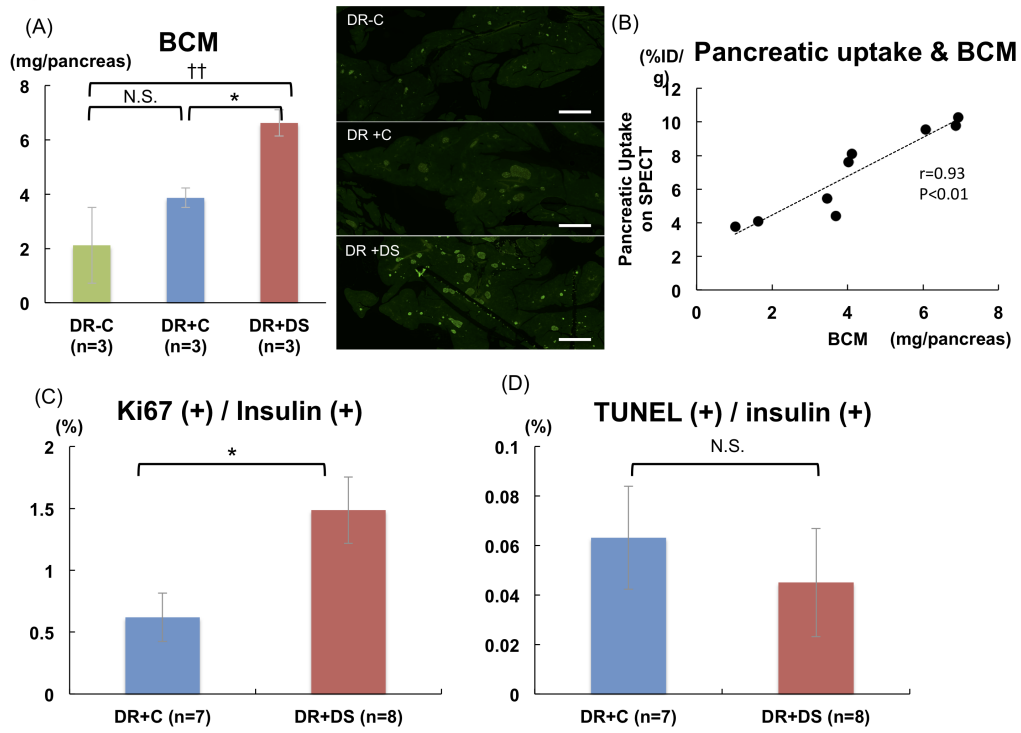 (A)
BCM
(mg/pancreas)
††
N.S.
*
8
6
4
2
0
DR-C
(n=3)
DR+C
(n=3)
DR+DS
(n=3)
DR-C
DR +C
DR +DS
(B)
(%ID/
g)
Pancreatic uptake & BCM
Pancreatic Uptake
on SPECT
12
10
8
6
4
2
0
r=0.93
P<0.01
0
2
4
6
8
BCM (mg/pancreas)
(C)
Ki67 (+) / Insulin (+)
(%)
*
2
1.5
1
0.5
0
DR+C (n=7)
DR+DS (n=8)
(D)
TUNEL (+) / insulin (+)
(%)
N.S.
0.1
0.08
0.06
0.04
0.02
0
DR+C (n=7)
DR+DS (n=8)